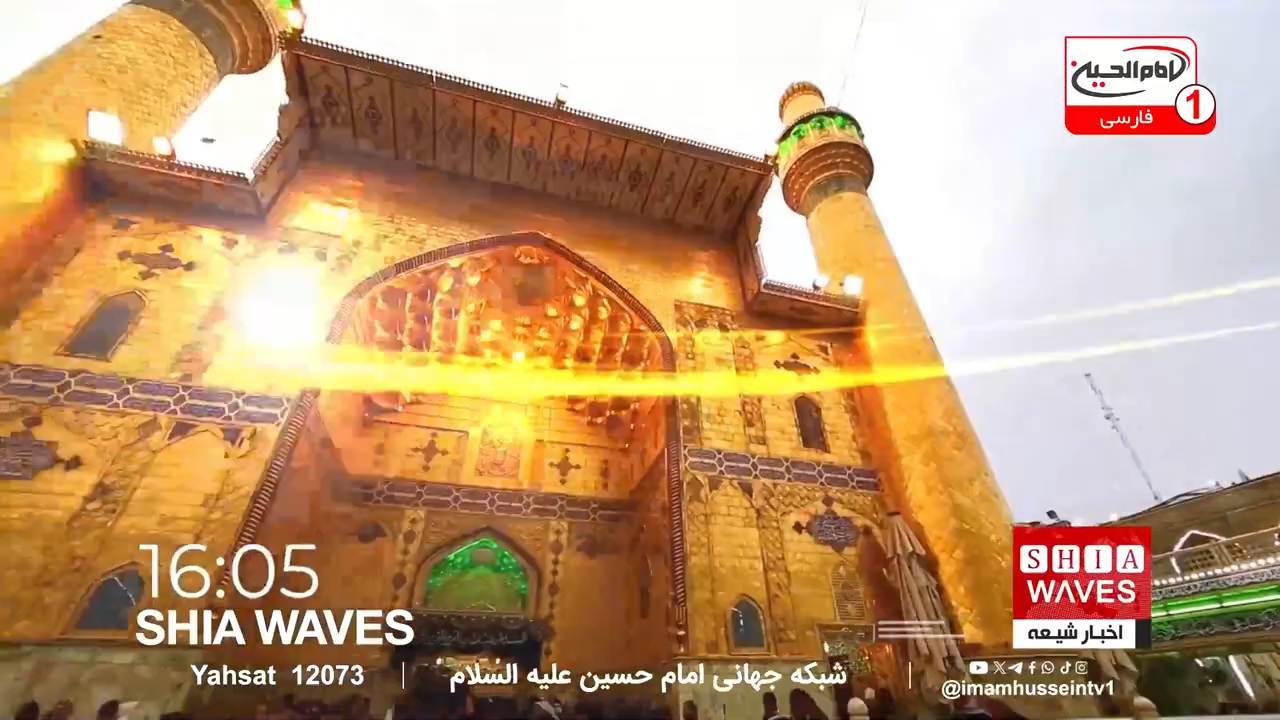 الامام الحسین
1
فارسی
16:05
SHIA WAVES
SHIA
WAVES
اخبار شیعه
Yahsat 12073
شبکه جهانی امام حسین علیه السّلام
@imamhusseintv1